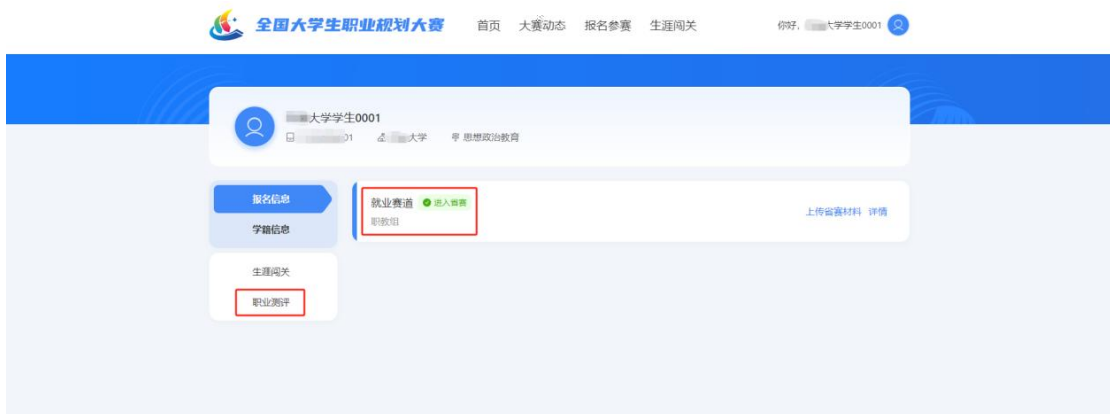 全国大学生职业规划大赛 首页 大赛动态 报名参赛 生涯闯关 你好, 大学学生0001
大学学生0001
01 大学 思想政治教育
报名信息
学籍信息
就业赛道 进入省赛
职教组
上传省赛材料 详情
生涯闯关
职业测评